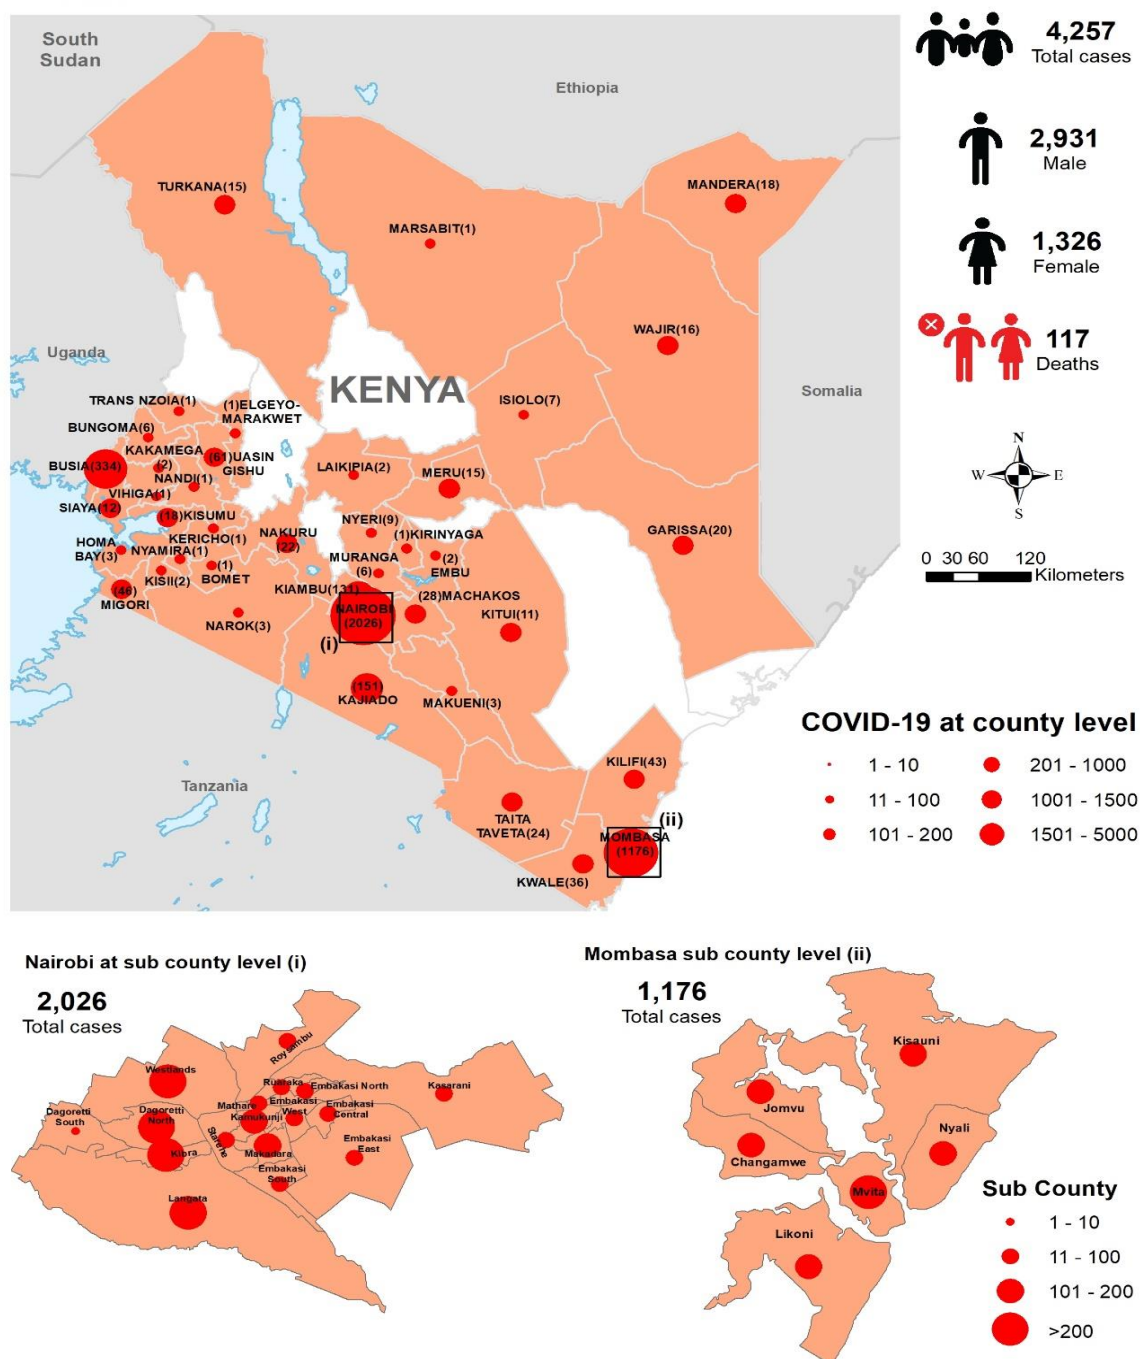 South
Sudan
Ethiopia
Uganda
Somalia
Tanzania
KENYA
TURKANA(15)
MARSABIT(1)
MANDERA(18)
WAJIR(16)
ISIOLO(7)
TRANS NZOIA(1)
(1)ELGEYO-
MARAKWET
BUNGOMA(6)
KAKAMEGA
(2)
(61)UASIN
GISHU
BUSIA(334)
NANDI(1)
VIHIGA(1)
SIAYA(12)
(18)KISUMU
LAIKIPIA(2)
MERU(15)
KERICHO(1)
NAKURU
(22)
NYERI(9)
(1)KIRINYAGA
(2)
EMBU
GARISSA(20)
HOMA
BAY(3)
NYAMIRA(1)
KISII(2)
(1)
BOMET
MURANGA
(6)
(46)
MIGORI
KIAMBU(131)
(28)MACHAKOS
NAIROBI
(2026)
(i)
NAROK(3)
KITUI(11)
(151)
KAJIADO
MAKUENI(3)
KILIFI(43)
TAITA
TAVETA(24)
(ii)
MOMBASA
(1176)
KWALE(36)
4,257
Total cases
2,931
Male
1,326
Female
117
Deaths
N
W
E
S
0 30 60 120
Kilometers
COVID-19 at county level
1 - 10
11 - 100
101 - 200
201 - 1000
1001 - 1500
1501 - 5000
Nairobi at sub county level (i)
2,026
Total cases
Roysambu
Westlands
Ruaraka
Embakasi North
Kasarani
Dagoretti
South
Dagoretti
North
Mathare
Kamukunji
Embakasi
West
Embakasi
Central
Starehe
Kibra
Makadara
Embakasi
East
Embakasi
South
Langata
Mombasa sub county level (ii)
1,176
Total cases
Kisauni
Jomvu
Changamwe
Nyali
Mvita
Likoni
Sub County
1 - 10
11 - 100
101 - 200
>200